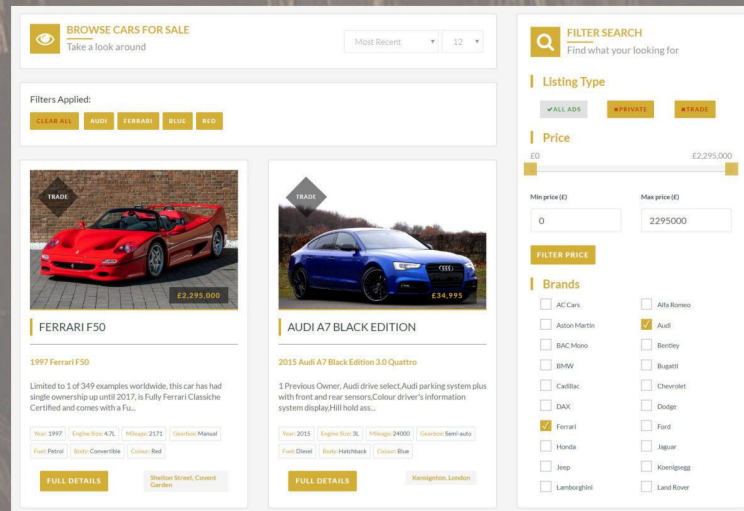 BROWSE CARS FOR SALE
Take a look around
Most Recent
12
Filters Applied:
CLEAR ALL AUDI FERRARI BLUE RED
TRADE
£2,295,000
FERRARI F50
1997 Ferrari F50
Limited to 1 of 349 examples worldwide, this car has had
single ownership up until 2017, is Fully Ferrari Classiche
Certified and comes with a Fu...
Year: 1997 Engine Size: 4.7L Mileage: 2171 Gearbox: Manual
Fuel: Petrol Body: Convertible Colour: Red
FULL DETAILS
Shelton Street, Covent
Garden
TRADE
£34,995
AUDI A7 BLACK EDITION
2015 Audi A7 Black Edition 3.0 Quattro
1 Previous Owner, Audi drive select,Audi parking system plus
with front and rear sensors,Colour driver's information
system display,Hill hold ass...
Year: 2015 Engine Size: 3L Mileage: 24000 Gearbox: Semi-auto
Fuel: Diesel Body: Hatchback Colour: Blue
FULL DETAILS
Kennington, London
FILTER SEARCH
Find what your looking for
Listing Type
ALL ADS PRIVATE TRADE
Price
£0 £2,295,000
Min price (£) Max price (£)
0 2295000
FILTER PRICE
Brands
AC Cars Alfa Romeo
Aston Martin Audi
BAC Mono Bentley
BMW Bugatti
Cadillac Chevrolet
DAX Dodge
Ferrari Ford
Honda Jaguar
Jeep Koenigsegg
Lamborghini Land Rover